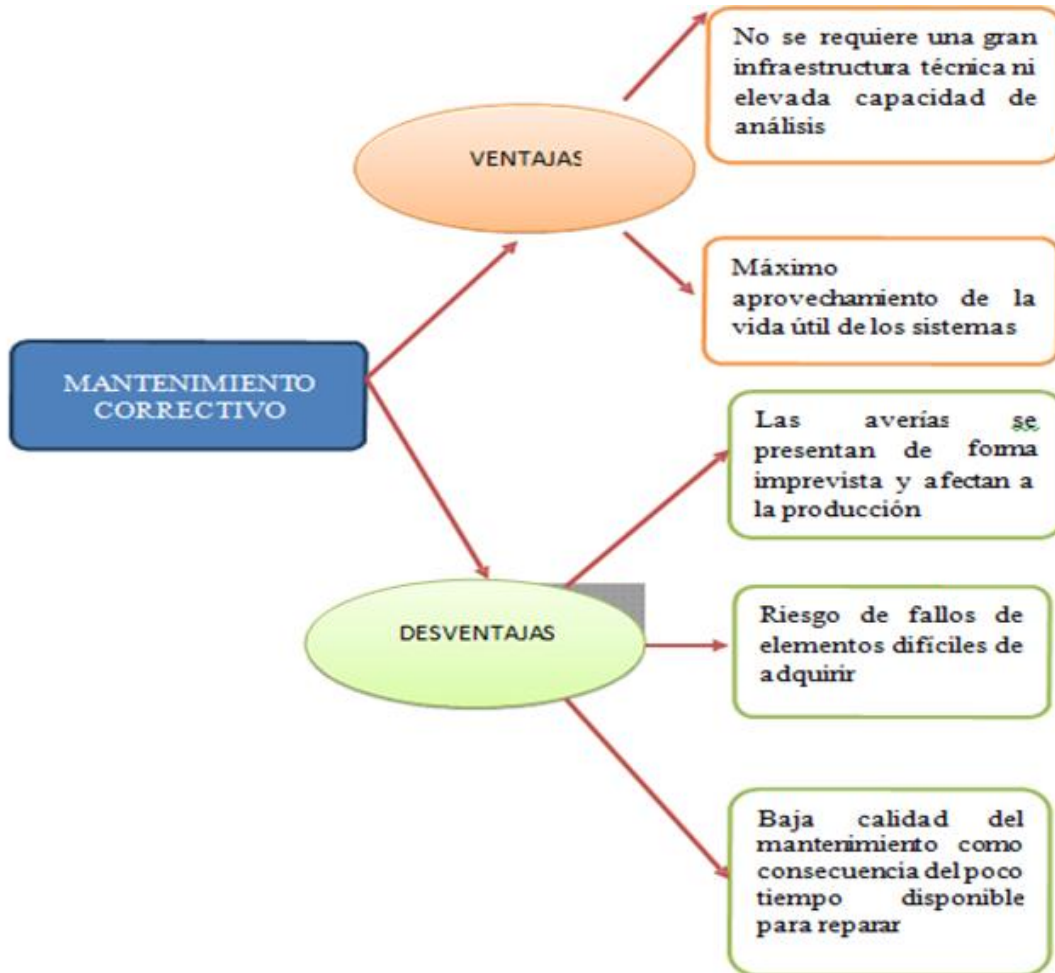 No se requiere una gran
infraestructura técnica ni
elevada capacidad de
análisis
VENTAJAS
Máximo
aprovechamiento de la
vida útil de los sistemas
MANTENIMIENTO
CORRECTIVO
Las averías se
presentan de forma
imprevista y afectan a
la producción
DESVENTAJAS
Riesgo de fallos de
elementos difíciles de
adquirir
Baja calidad del
mantenimiento como
consecuencia del poco
tiempo disponible
para reparar